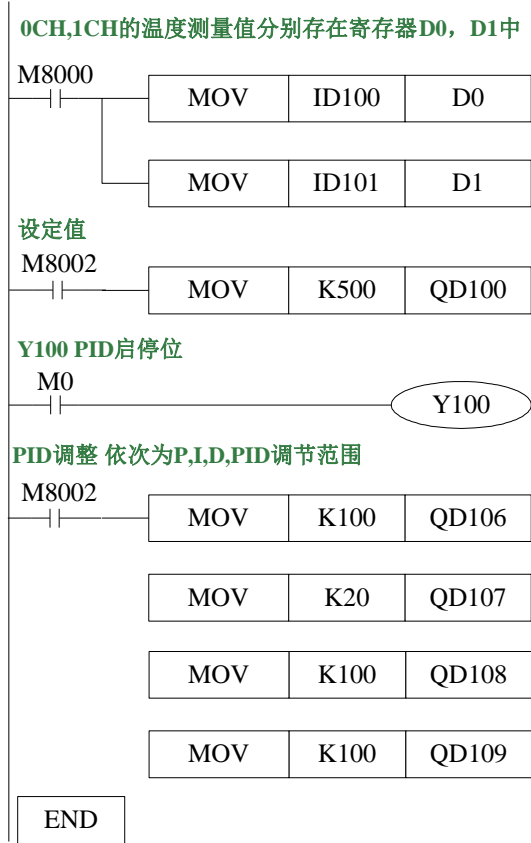 0CH,1CH的温度测量值分别存在寄存器D0，D1中
M8000
MOV ID100 D0
MOV ID101 D1
设定值
M8002
MOV K500 QD100
Y100 PID启停位
M0
Y100
PID调整 依次为P,I,D,PID调节范围
M8002
MOV K100 QD106
MOV K20 QD107
MOV K100 QD108
MOV K100 QD109
END